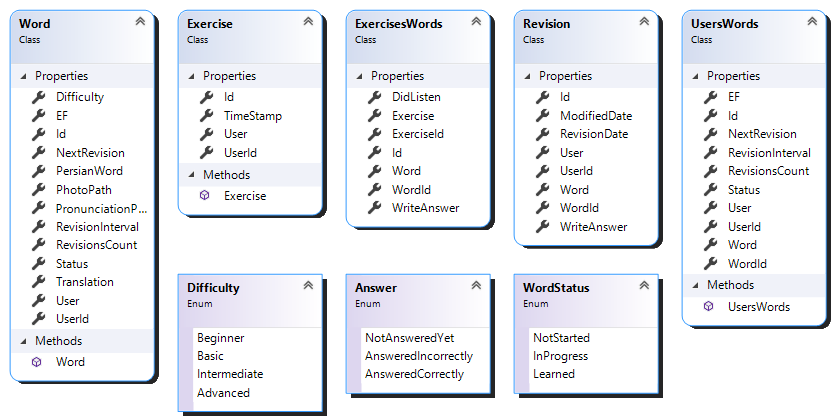 Word
Class
Properties
Difficulty
EF
Id
NextRevision
PersianWord
PhotoPath
PronunciationP...
RevisionInterval
RevisionsCount
Status
Translation
User
UserId
Methods
Word
Exercise
Class
Properties
Id
TimeStamp
User
UserId
Methods
Exercise
ExercisesWords
Class
Properties
DidListen
Exercise
ExerciseId
Id
Word
WordId
WriteAnswer
Revision
Class
Properties
Id
ModifiedDate
RevisionDate
User
UserId
Word
WordId
WriteAnswer
UsersWords
Class
Properties
EF
Id
NextRevision
RevisionInterval
RevisionsCount
Status
User
UserId
Word
WordId
Methods
UsersWords
Difficulty
Enum
Beginner
Basic
Intermediate
Advanced
Answer
Enum
NotAnsweredYet
AnsweredIncorrectly
AnsweredCorrectly
WordStatus
Enum
NotStarted
InProgress
Learned